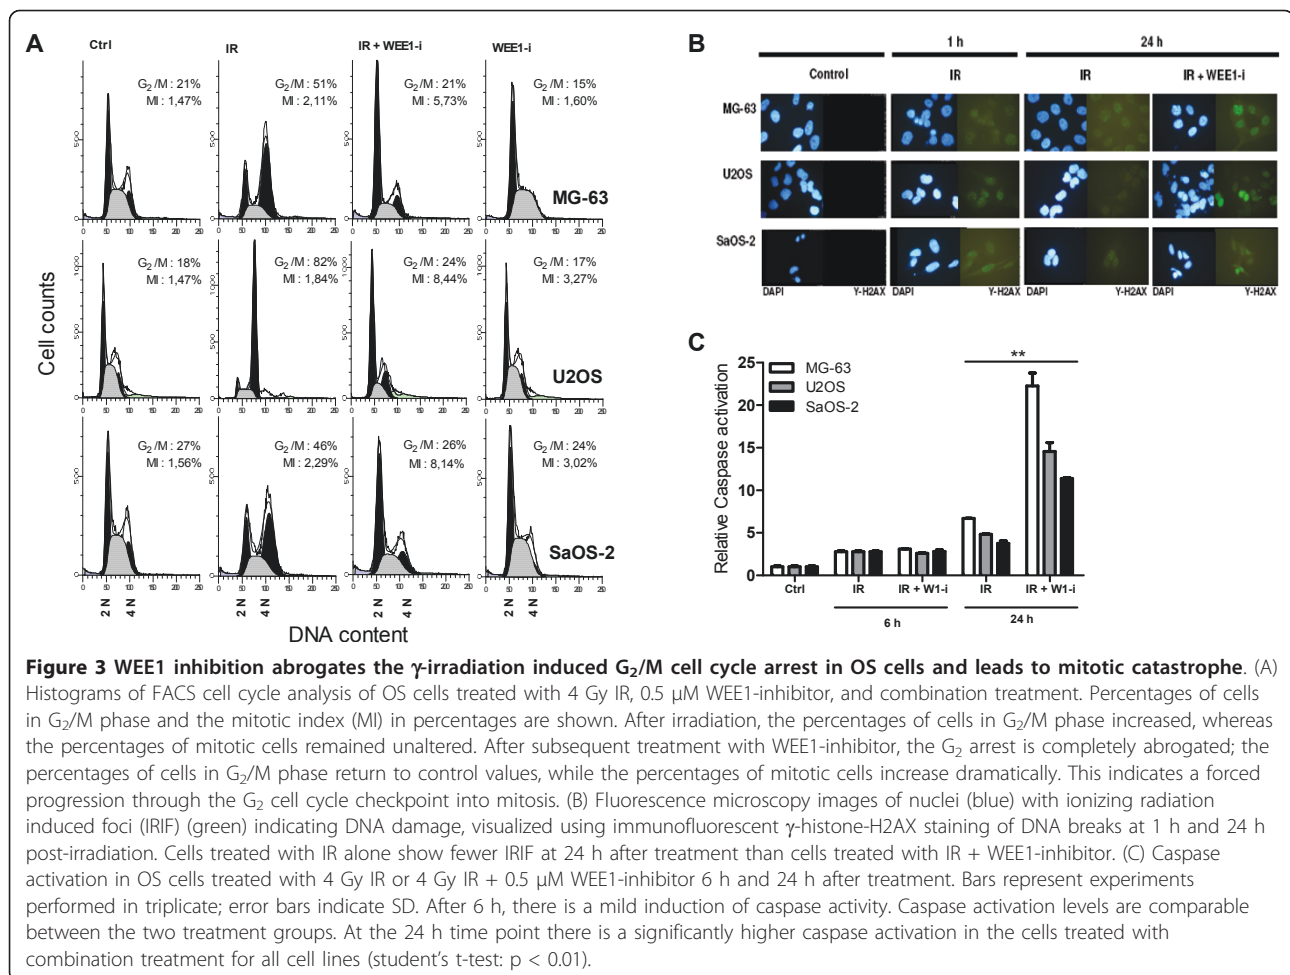 A
Ctrl
IR
IR + WEE1-i
WEE1-i
G2/M : 21%
MI : 1,47%
G2/M : 51%
MI : 2,11%
G2/M : 21%
MI : 5,73%
G2/M : 15%
MI : 1,60%
MG-63
G2/M : 18%
MI : 1,47%
G2/M : 82%
MI : 1,84%
G2/M : 24%
MI : 8,44%
G2/M : 17%
MI : 3,27%
U2OS
G2/M : 27%
MI : 1,56%
G2/M : 46%
MI : 2,29%
G2/M : 26%
MI : 8,14%
G2/M : 24%
MI : 3,02%
SaOS-2
Cell counts
2 N 4 N 2 N 4 N 2 N 4 N 2 N 4 N
DNA content
B
1 h 24 h
Control IR IR IR + WEE1-i
MG-63
U2OS
SaOS-2
DAPI Y-H2AX DAPI Y-H2AX DAPI Y-H2AX DAPI Y-H2AX
C
Relative Caspase activation
25
20
15
10
5
0
MG-63
U2OS
SaOS-2
**
Ctrl IR IR + W1-i IR IR + W1-i
6 h 24 h
Figure 3 WEE1 inhibition abrogates the γ-irradiation induced G2/M cell cycle arrest in OS cells and leads to mitotic catastrophe. (A)
Histograms of FACS cell cycle analysis of OS cells treated with 4 Gy IR, 0.5 μM WEE1-inhibitor, and combination treatment. Percentages of cells
in G2/M phase and the mitotic index (MI) in percentages are shown. After irradiation, the percentages of cells in G2/M phase increased, whereas
the percentages of mitotic cells remained unaltered. After subsequent treatment with WEE1-inhibitor, the G2 arrest is completely abrogated; the
percentages of cells in G2/M phase return to control values, while the percentages of mitotic cells increase dramatically. This indicates a forced
progression through the G2 cell cycle checkpoint into mitosis. (B) Fluorescence microscopy images of nuclei (blue) with ionizing radiation
induced foci (IRIF) (green) indicating DNA damage, visualized using immunofluorescent γ-histone-H2AX staining of DNA breaks at 1 h and 24 h
post-irradiation. Cells treated with IR alone show fewer IRIF at 24 h after treatment than cells treated with IR + WEE1-inhibitor. (C) Caspase
activation in OS cells treated with 4 Gy IR or 4 Gy IR + 0.5 μM WEE1-inhibitor 6 h and 24 h after treatment. Bars represent experiments
performed in triplicate; error bars indicate SD. After 6 h, there is a mild induction of caspase activity. Caspase activation levels are comparable
between the two treatment groups. At the 24 h time point there is a significantly higher caspase activation in the cells treated with
combination treatment for all cell lines (student's t-test: p < 0.01).